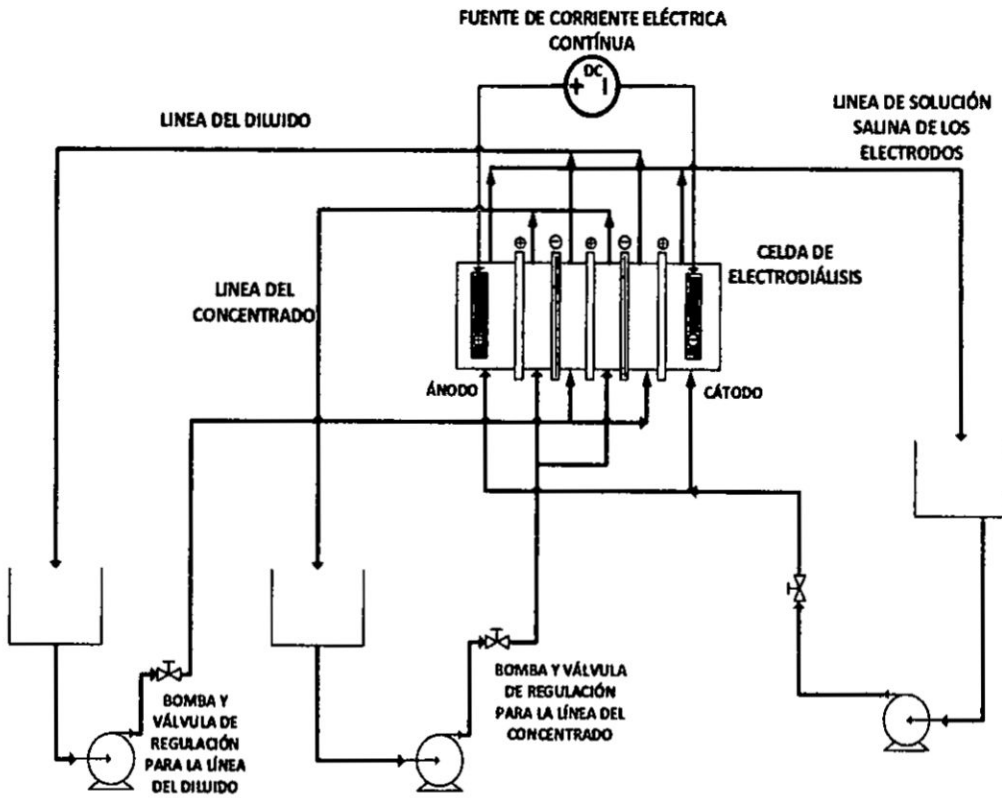 FUENTE DE CORRIENTE ELÉCTRICA
CONTÍNUA
DC
+
LINEA DEL DILUIDO
LINEA DE SOLUCIÓN
SALINA DE LOS
ELECTRODOS
⊕ ⊖ ⊕ ⊖ ⊕
CELDA DE
ELECTRODIÁLISIS
LINEA DEL
CONCENTRADO
ÁNODO
CÁTODO
BOMBA Y
VÁLVULA DE
REGULACIÓN
PARA LA LÍNEA
DEL DILUIDO
BOMBA Y VÁLVULA
DE REGULACIÓN
PARA LA LÍNEA DEL
CONCENTRADO